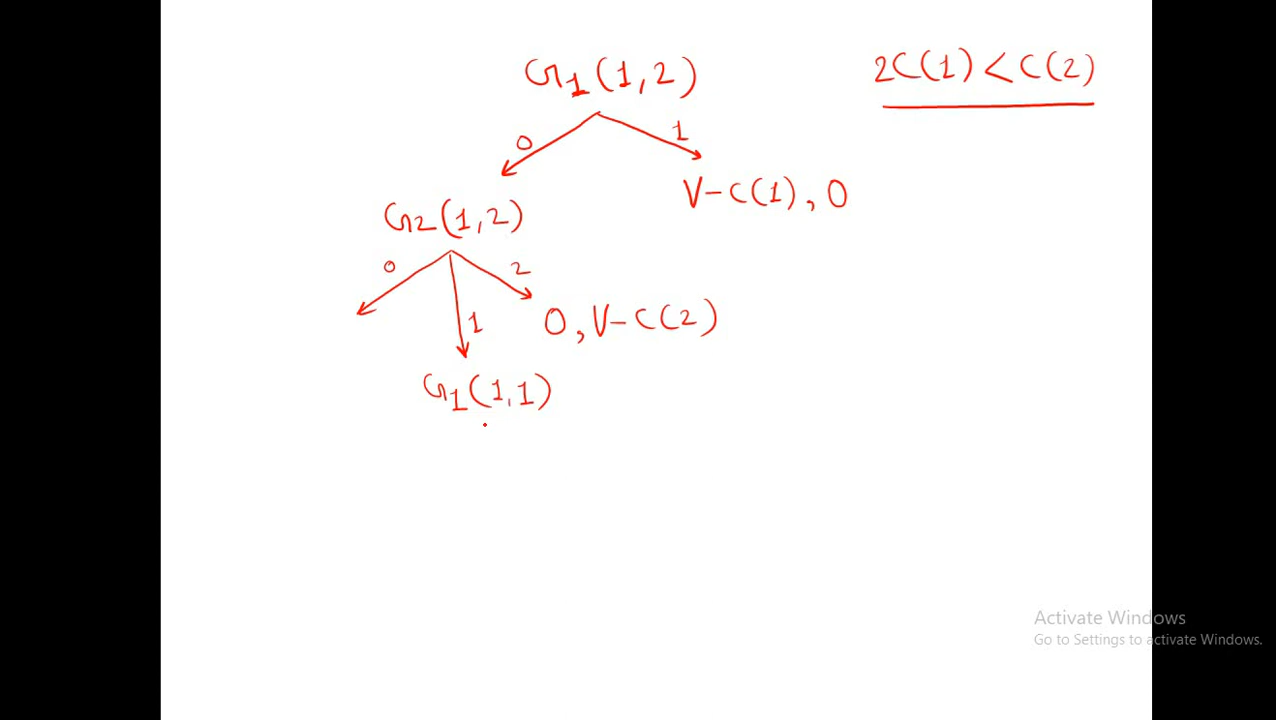 G1(1,2)
2C(1)<C(2)
0
1
V-C(1), 0
G2(1,2)
0
1
2
0, V-C(2)
G1(1,1)
Activate Windows
Go to Settings to activate Windows.